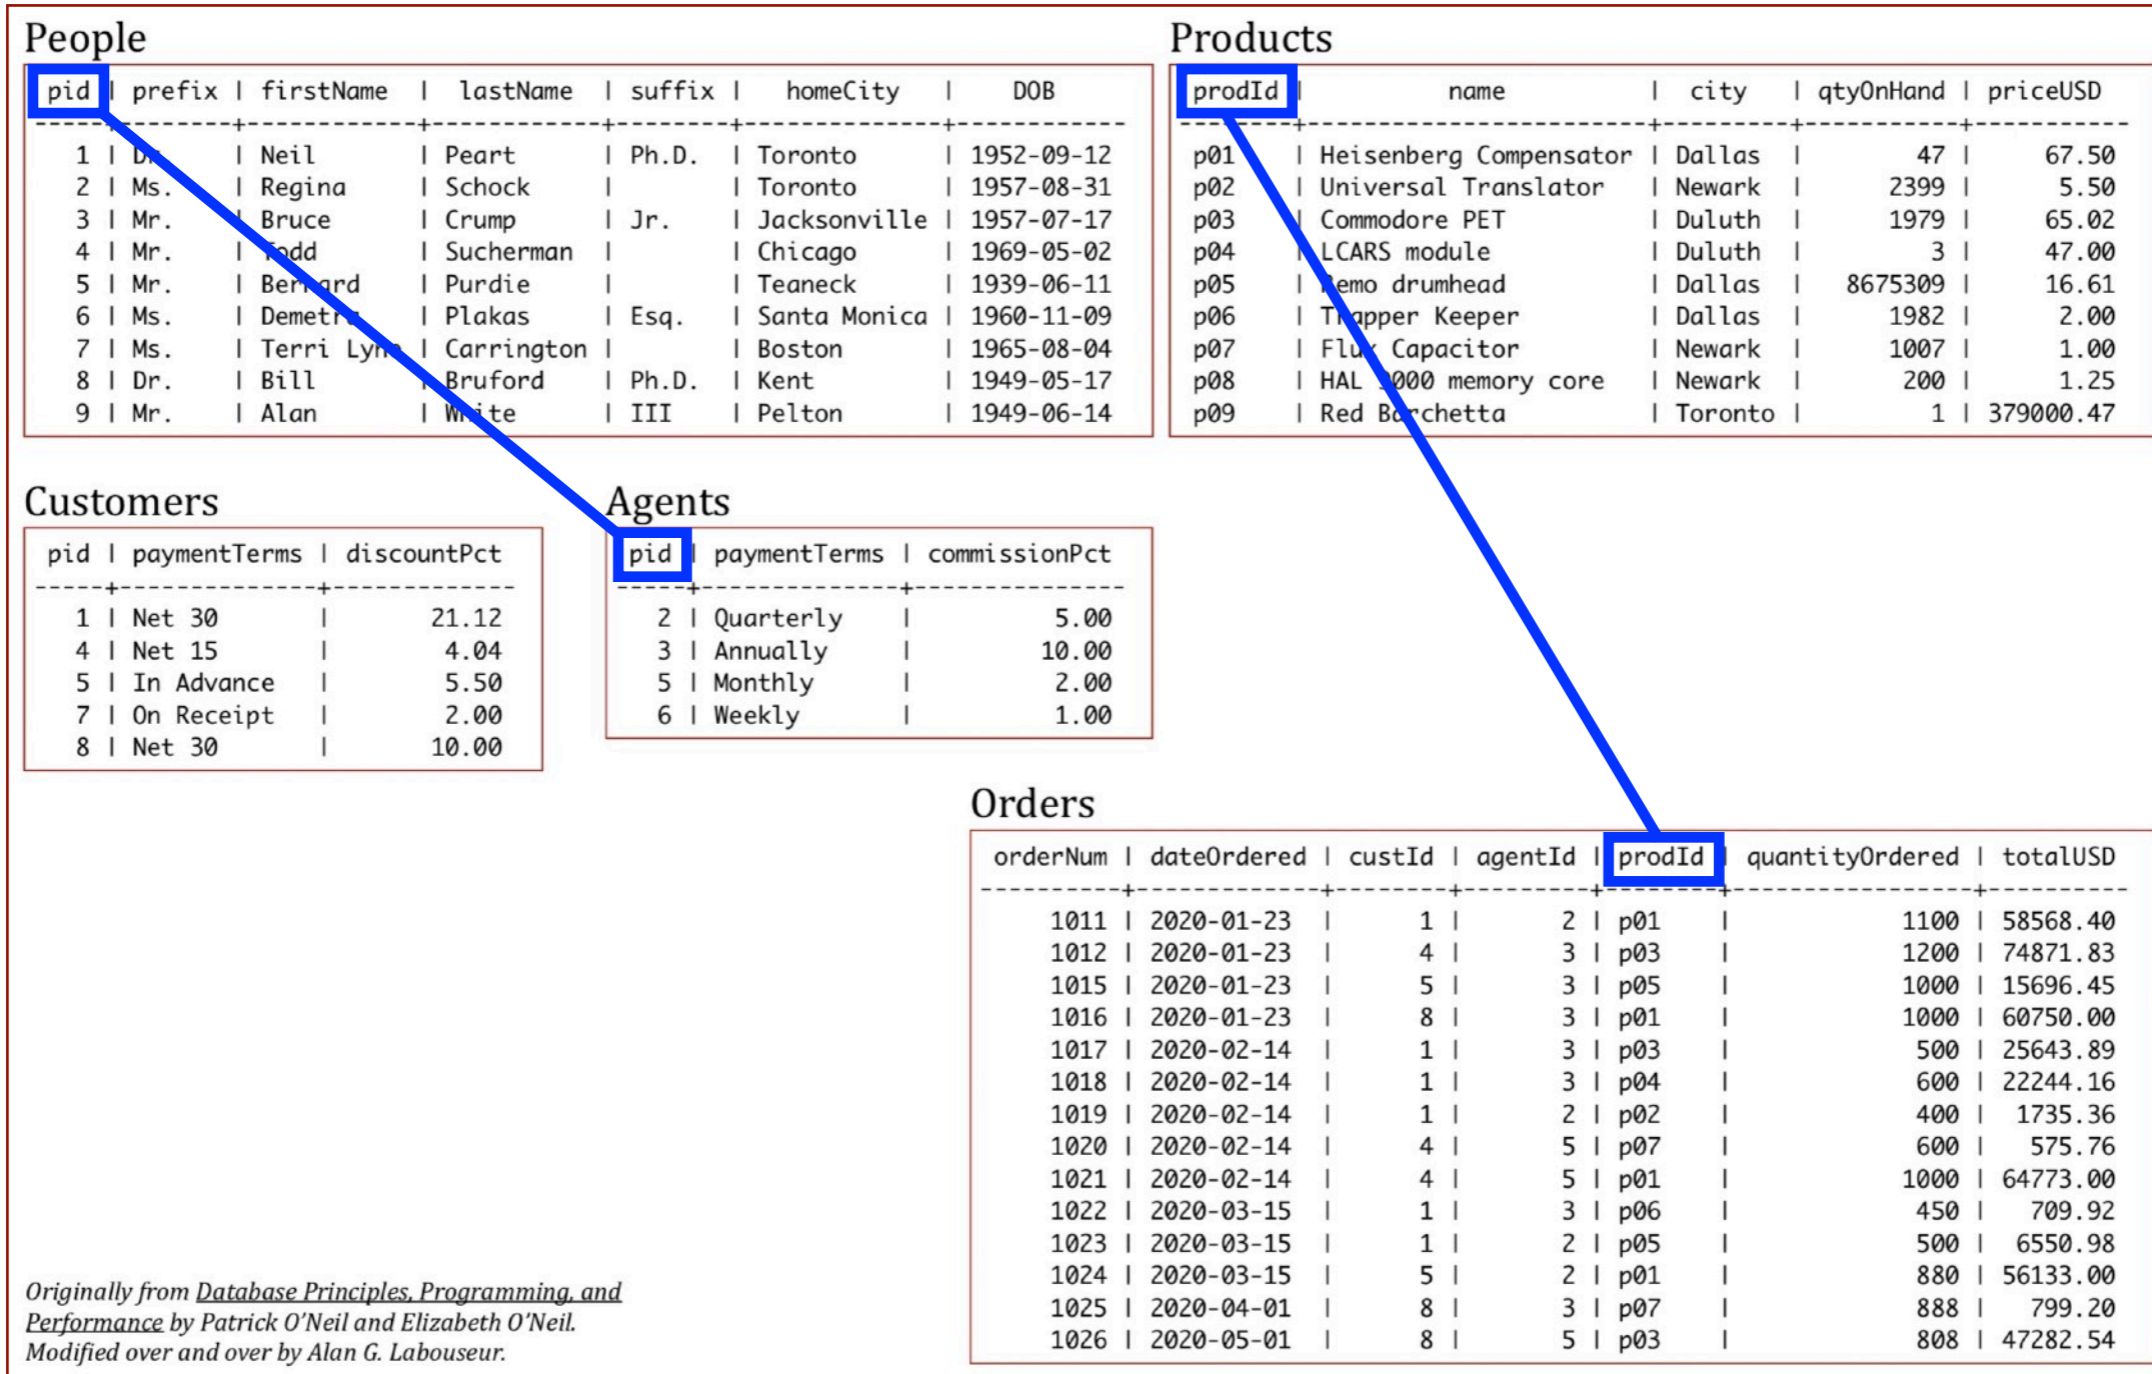 People
pid | prefix | firstName | lastName | suffix | homeCity | DOB
1 | Dr. | Neil | Peart | Ph.D. | Toronto | 1952-09-12
2 | Ms. | Regina | Schock | | Toronto | 1957-08-31
3 | Mr. | Bruce | Crump | Jr. | Jacksonville | 1957-07-17
4 | Mr. | Todd | Sucherman | | Chicago | 1969-05-02
5 | Mr. | Bernard | Purdie | | Teaneck | 1939-06-11
6 | Ms. | Demetra | Plakas | Esq. | Santa Monica | 1960-11-09
7 | Ms. | Terri Lyne | Carrington | | Boston | 1965-08-04
8 | Dr. | Bill | Bruford | Ph.D. | Kent | 1949-05-17
9 | Mr. | Alan | White | III | Pelton | 1949-06-14
Products
prodId | name | city | qtyOnHand | priceUSD
p01 | Heisenberg Compensator | Dallas | 47 | 67.50
p02 | Universal Translator | Newark | 2399 | 5.50
p03 | Commodore PET | Duluth | 1979 | 65.02
p04 | LCARS module | Duluth | 3 | 47.00
p05 | Remo drumhead | Dallas | 8675309 | 16.61
p06 | Trapper Keeper | Dallas | 1982 | 2.00
p07 | Flux Capacitor | Newark | 1007 | 1.00
p08 | HAL 9000 memory core | Newark | 200 | 1.25
p09 | Red Barchetta | Toronto | 1 | 379000.47
Customers
pid | paymentTerms | discountPct
1 | Net 30 | 21.12
4 | Net 15 | 4.04
5 | In Advance | 5.50
7 | On Receipt | 2.00
8 | Net 30 | 10.00
Agents
pid | paymentTerms | commissionPct
2 | Quarterly | 5.00
3 | Annually | 10.00
5 | Monthly | 2.00
6 | Weekly | 1.00
Orders
orderNum | dateOrdered | custId | agentId | prodId | quantityOrdered | totalUSD
1011 | 2020-01-23 | 1 | 2 | p01 | 1100 | 58568.40
1012 | 2020-01-23 | 4 | 3 | p03 | 1200 | 74871.83
1015 | 2020-01-23 | 5 | 3 | p05 | 1000 | 15696.45
1016 | 2020-01-23 | 8 | 3 | p01 | 1000 | 60750.00
1017 | 2020-02-14 | 1 | 3 | p03 | 500 | 25643.89
1018 | 2020-02-14 | 1 | 3 | p04 | 600 | 22244.16
1019 | 2020-02-14 | 1 | 2 | p02 | 400 | 1735.36
1020 | 2020-02-14 | 4 | 5 | p07 | 600 | 575.76
1021 | 2020-02-14 | 4 | 5 | p01 | 1000 | 64773.00
1022 | 2020-03-15 | 1 | 3 | p06 | 450 | 709.92
1023 | 2020-03-15 | 1 | 2 | p05 | 500 | 6550.98
1024 | 2020-03-15 | 5 | 2 | p01 | 880 | 56133.00
1025 | 2020-04-01 | 8 | 3 | p07 | 888 | 799.20
1026 | 2020-05-01 | 8 | 5 | p03 | 808 | 47282.54
Originally from Database Principles, Programming, and
Performance by Patrick O'Neil and Elizabeth O'Neil.
Modified over and over by Alan G. Labouseur.